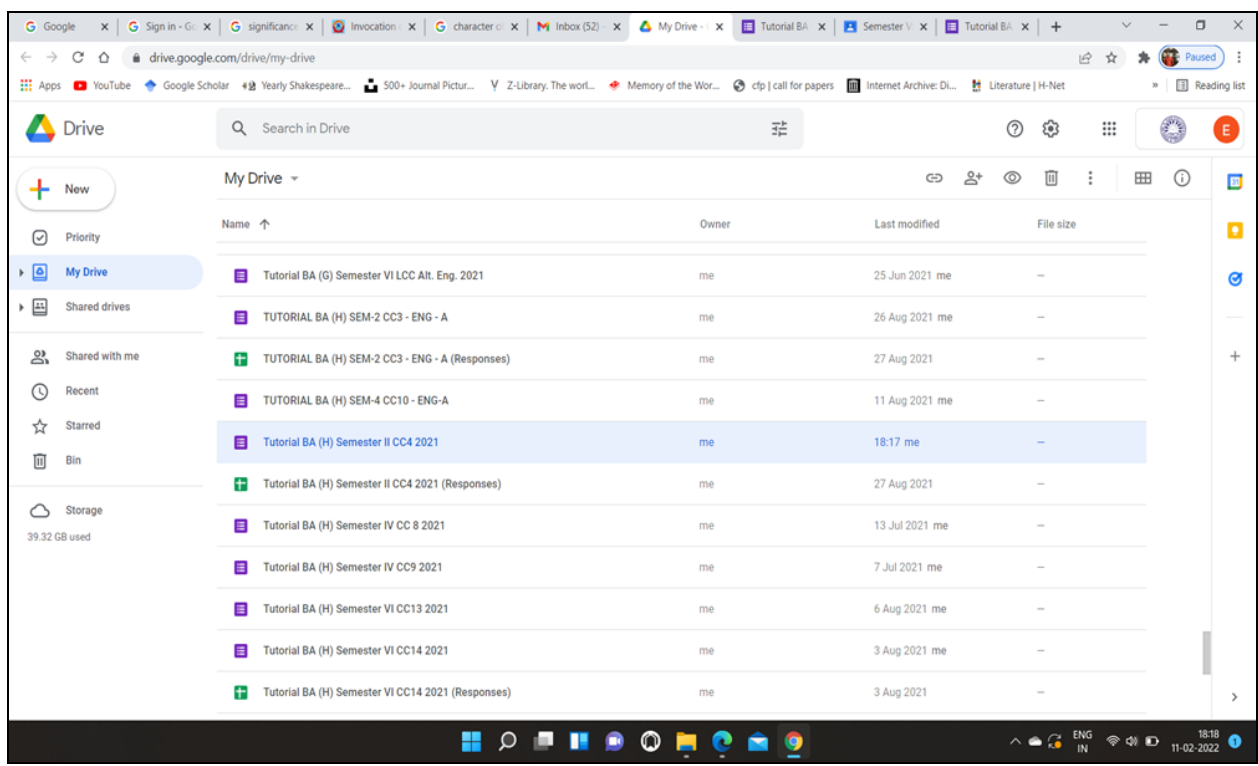 Google
Sign in - Go
significance
Invocation
character of
Inbox (52) -
My Drive -
Tutorial BA
Semester V
Tutorial BA
drive.google.com/drive/my-drive
Paused
Apps YouTube Google Scholar Yearly Shakespeare... 500+ Journal Pictur... Z-Library. The worl... Memory of the Wor... cfp | call for papers Internet Archive: Di... Literature | H-Net » Reading list
Drive
Search in Drive
E
New
My Drive
Name Owner Last modified File size
Priority
My Drive
Shared drives
Shared with me
Recent
Starred
Bin
Storage
39.32 GB used
Tutorial BA (G) Semester VI LCC Alt. Eng. 2021 me 25 Jun 2021 me –
TUTORIAL BA (H) SEM-2 CC3 - ENG - A me 26 Aug 2021 me –
TUTORIAL BA (H) SEM-2 CC3 - ENG - A (Responses) me 27 Aug 2021 –
TUTORIAL BA (H) SEM-4 CC10 - ENG-A me 11 Aug 2021 me –
Tutorial BA (H) Semester II CC4 2021 me 18:17 me –
Tutorial BA (H) Semester II CC4 2021 (Responses) me 27 Aug 2021 –
Tutorial BA (H) Semester IV CC 8 2021 me 13 Jul 2021 me –
Tutorial BA (H) Semester IV CC9 2021 me 7 Jul 2021 me –
Tutorial BA (H) Semester VI CC13 2021 me 6 Aug 2021 me –
Tutorial BA (H) Semester VI CC14 2021 me 3 Aug 2021 me –
Tutorial BA (H) Semester VI CC14 2021 (Responses) me 3 Aug 2021 –
31
ENG
IN
18:18
11-02-2022
1